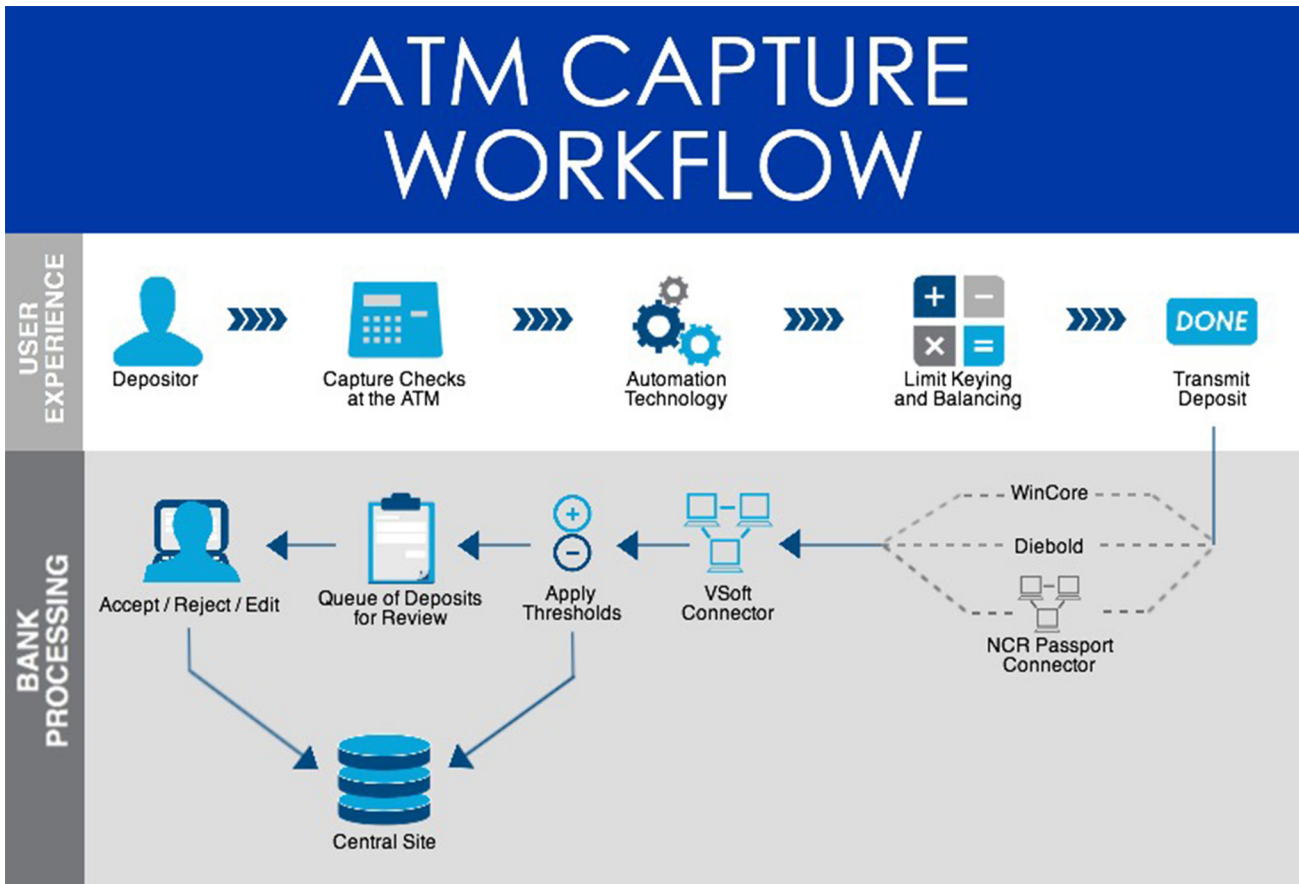 ATM CAPTURE
WORKFLOW
USER
EXPERIENCE
Depositor
Capture Checks
at the ATM
Automation
Technology
+ −
× =
Limit Keying
and Balancing
DONE
Transmit
Deposit
BANK
PROCESSING
WinCore
Diebold
NCR Passport
Connector
VSoft
Connector
+
−
Apply
Thresholds
Queue of Deposits
for Review
Accept / Reject / Edit
Central Site